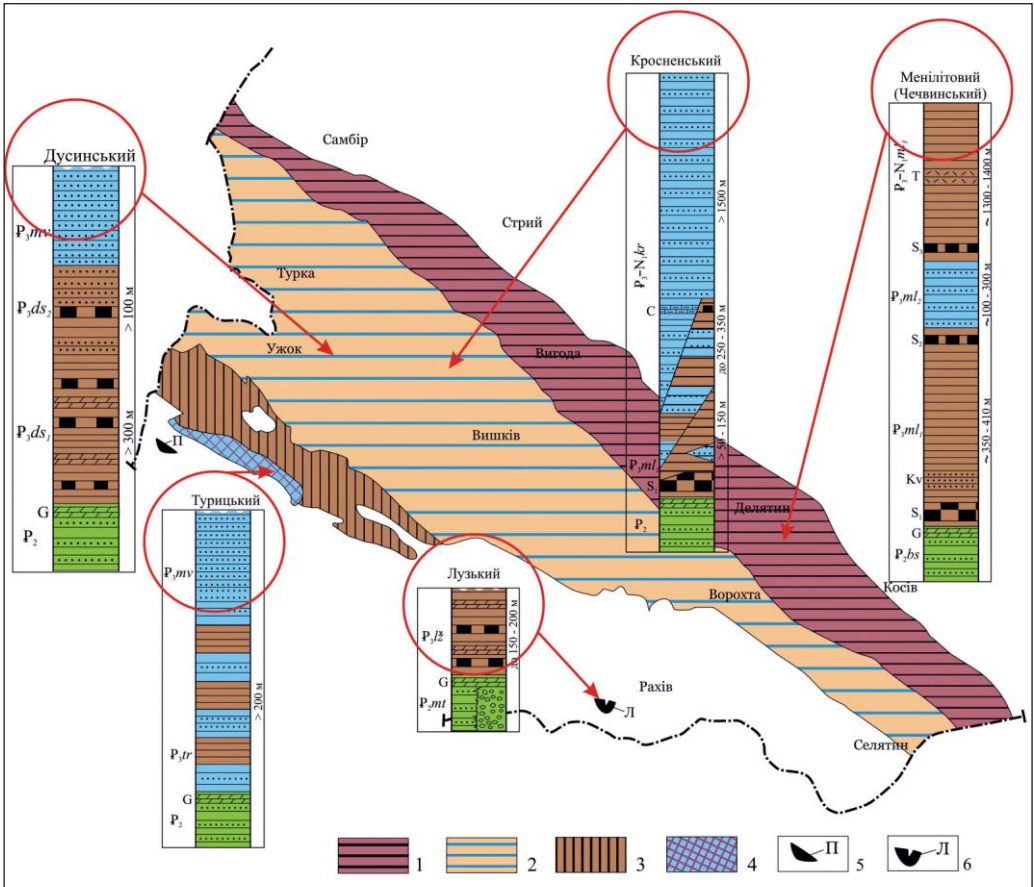 Дусинський
₽₃mv
₽₃ds₂
> 100 м
₽₃ds₁
> 300 м
G
₽₂
Самбір
Стрий
Турка
Ужок
Вигода
Вишків
Делятин
Ворохта
Косів
Рахів
Селятин
П
Л
Кросненський
> 1500 м
₽₃-N₁kr
C
до 250 - 350 м
> 50 - 150 м
₽₃ml
S₁
₽₂
Менілітовий
(Чечвинський)
₽₃-N₁ml₃
T
~1300 - 1400 м
S₃
₽₃ml₂
~100 - 300 м
S₂
₽₃ml₁
~ 350 - 410 м
Kv
S₁
G
₽₂bs
Турицький
₽₃mv
> 200 м
₽₃tr
G
₽₂
Лузький
₽₃lž
до 150 - 200 м
G
₽₂mt
1
2
3
4
П
5
Л
6